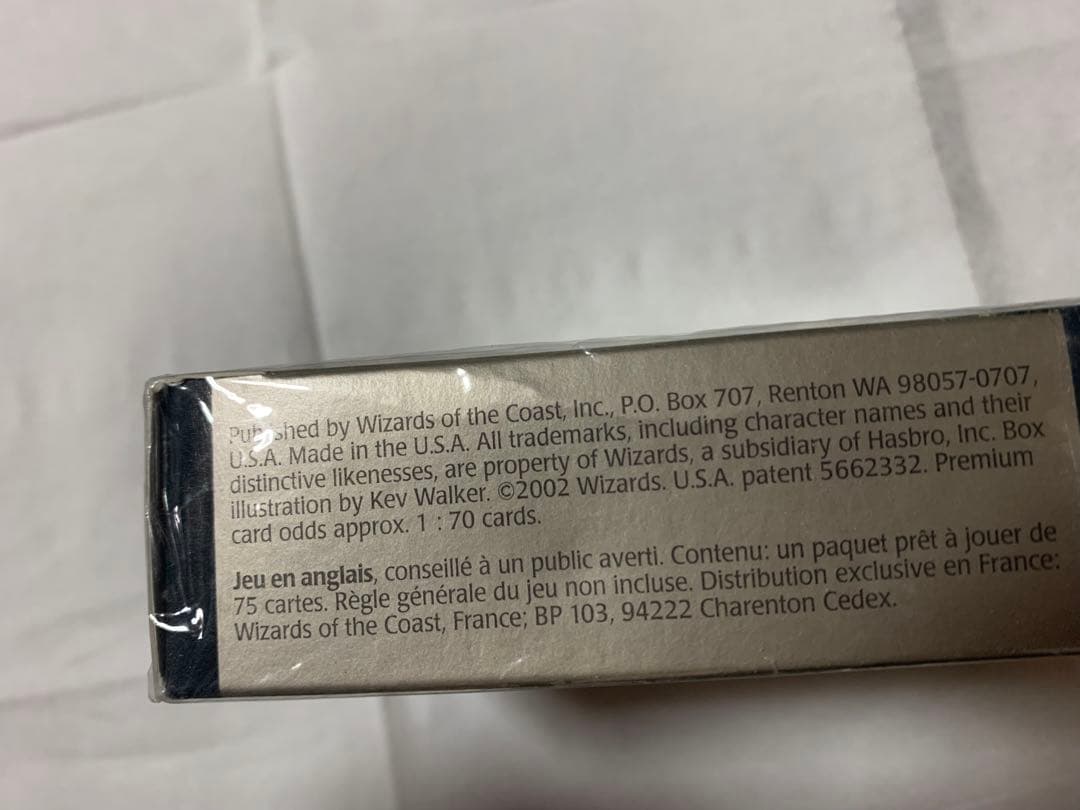 Published by Wizards of the Coast, Inc., P.O. Box 707, Renton WA 98057-0707,
U.S.A. Made in the U.S.A. All trademarks, including character names and their
distinctive likenesses, are property of Wizards, a subsidiary of Hasbro, Inc. Box
illustration by Kev Walker. ©2002 Wizards. U.S.A. patent 5662332. Premium
card odds approx. 1 : 70 cards.
Jeu en anglais, conseillé à un public averti. Contenu: un paquet prêt à jouer de
75 cartes. Règle générale du jeu non incluse. Distribution exclusive en France:
Wizards of the Coast, France; BP 103, 94222 Charenton Cedex.